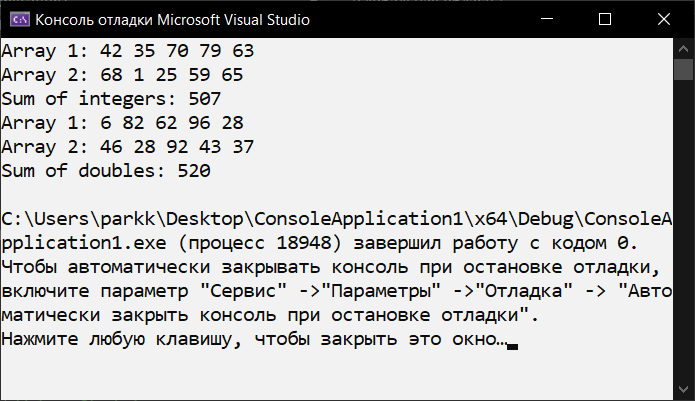 C:\ Консоль отладки Microsoft Visual Studio
Array 1: 42 35 70 79 63
Array 2: 68 1 25 59 65
Sum of integers: 507
Array 1: 6 82 62 96 28
Array 2: 46 28 92 43 37
Sum of doubles: 520
C:\Users\parkk\Desktop\ConsoleApplication1\x64\Debug\ConsoleA
pplication1.exe (процесс 18948) завершил работу с кодом 0.
Чтобы автоматически закрывать консоль при остановке отладки,
включите параметр "Сервис" ->"Параметры" ->"Отладка" -> "Авто
матически закрыть консоль при остановке отладки".
Нажмите любую клавишу, чтобы закрыть это окно…